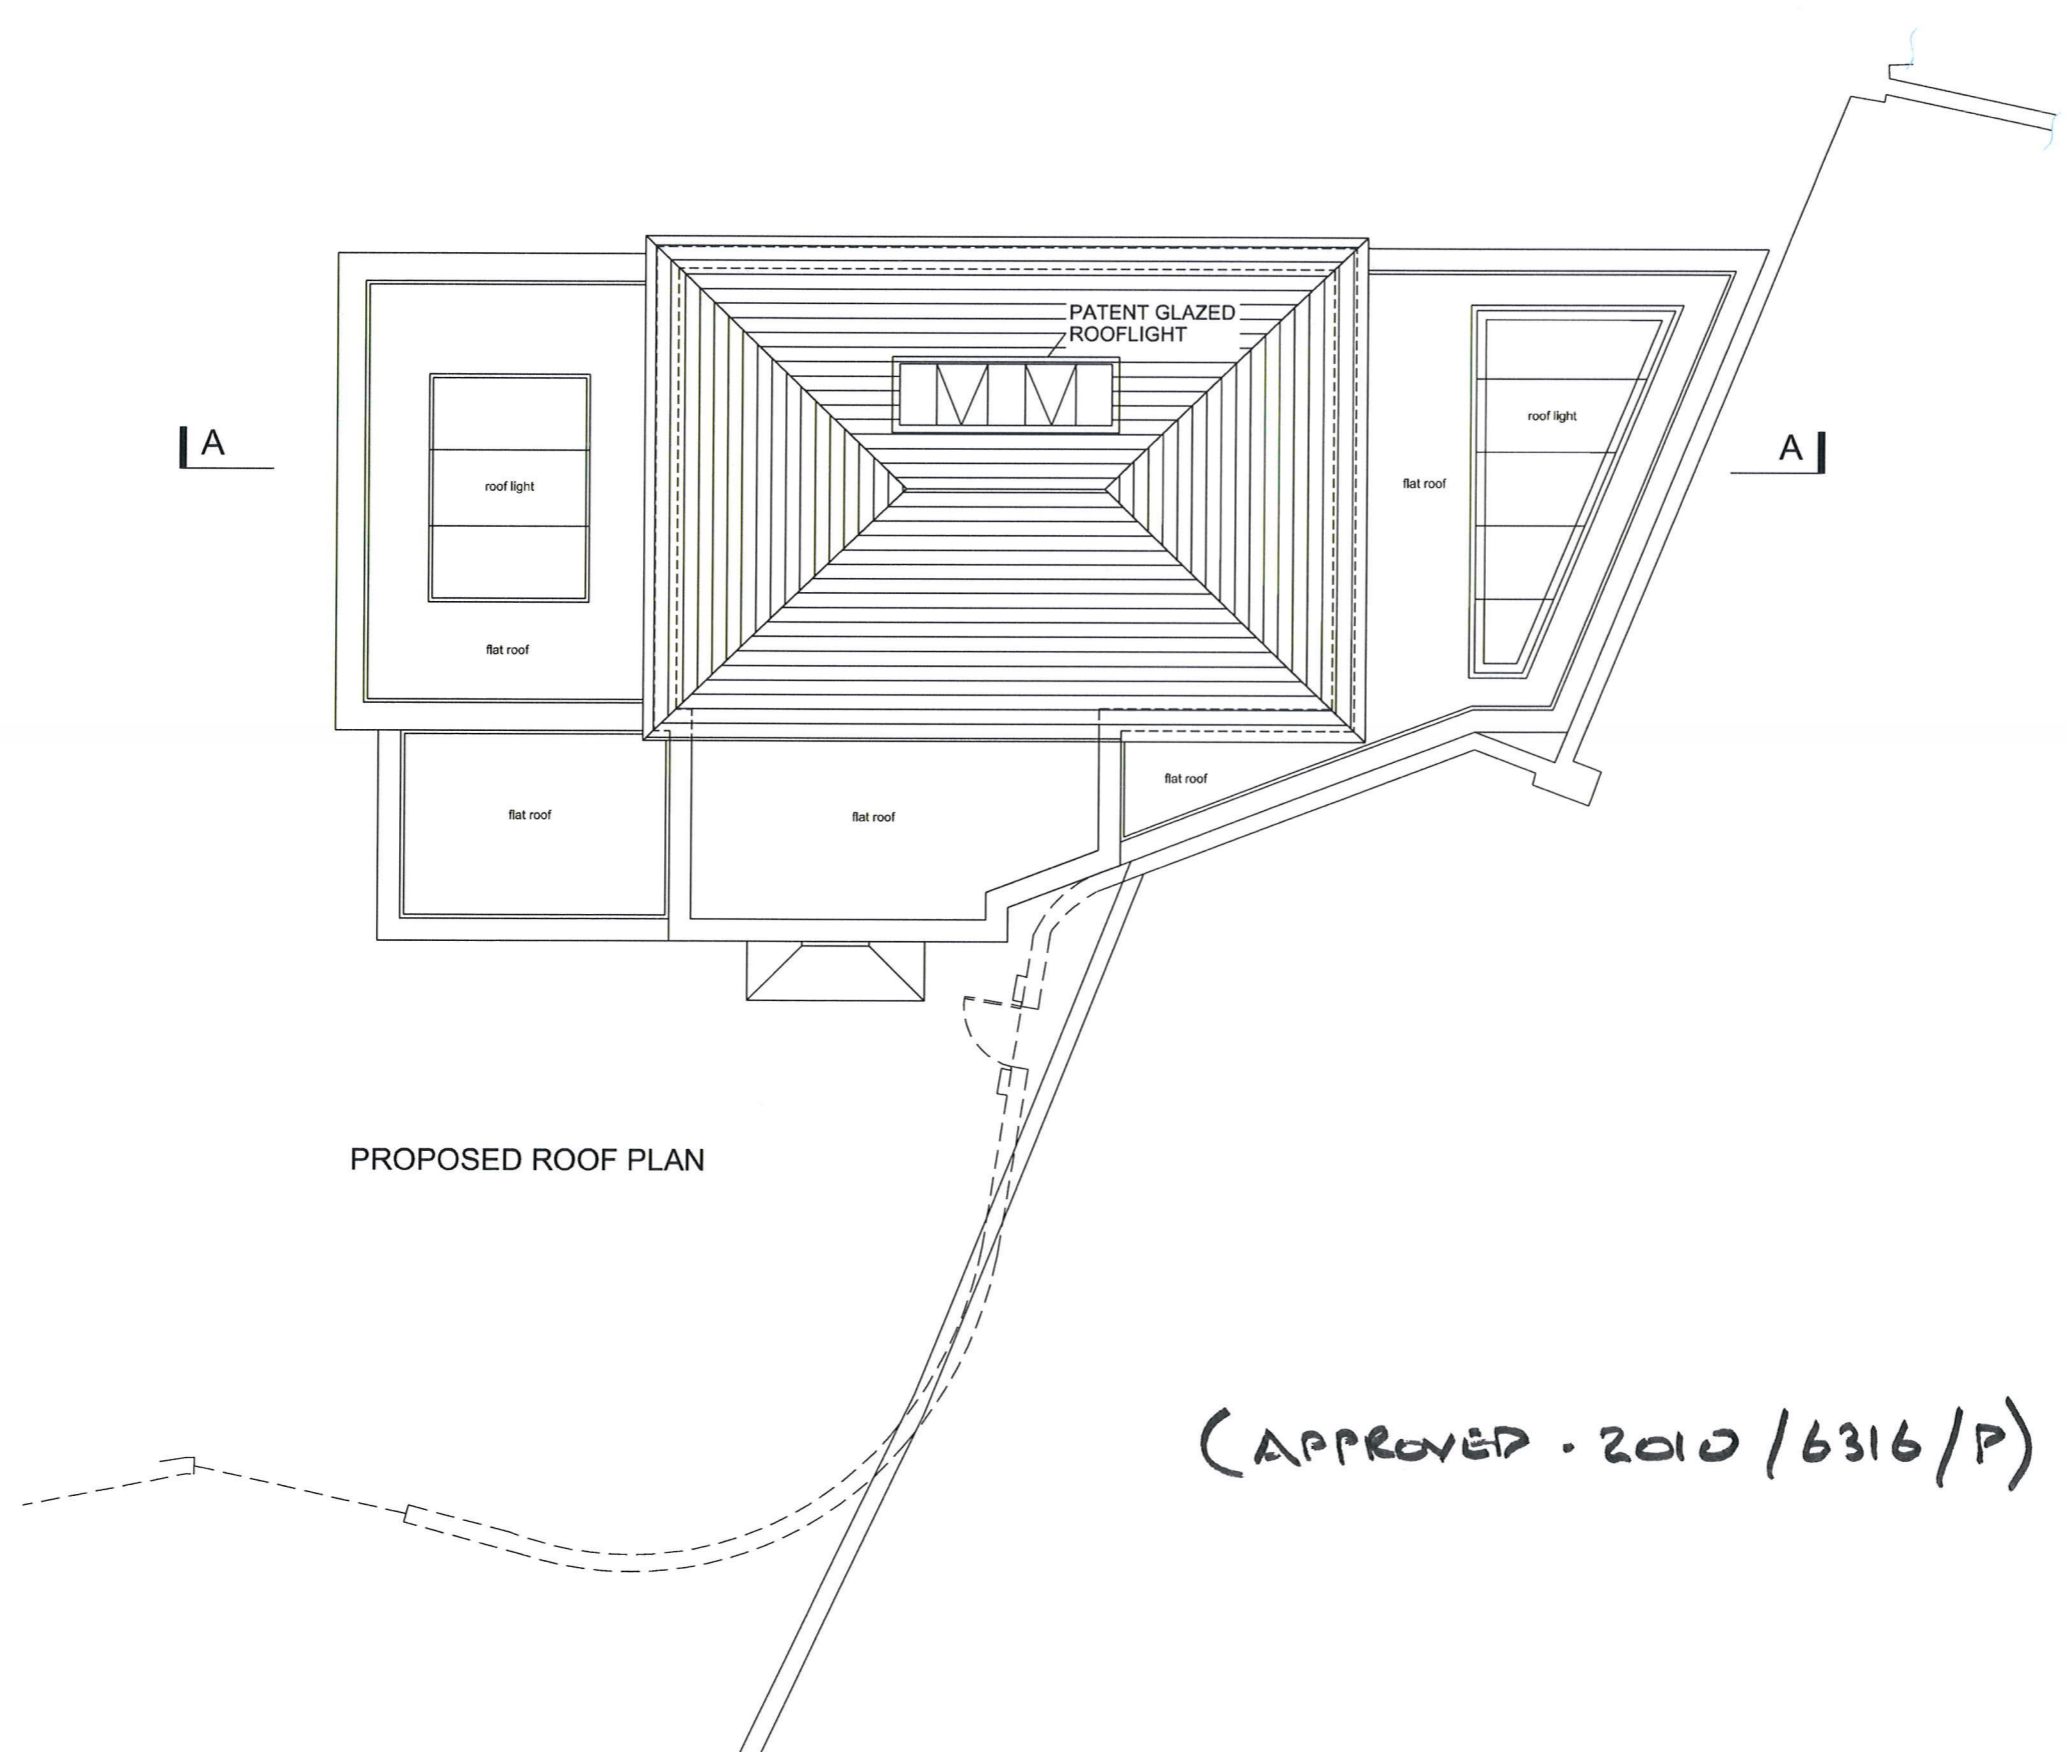 PATENT GLAZED
ROOFLIGHT
roof light
A
A
roof light
flat roof
flat roof
flat roof
flat roof
flat roof
PROPOSED ROOF PLAN
(APPROVED . 2010/6316/P)